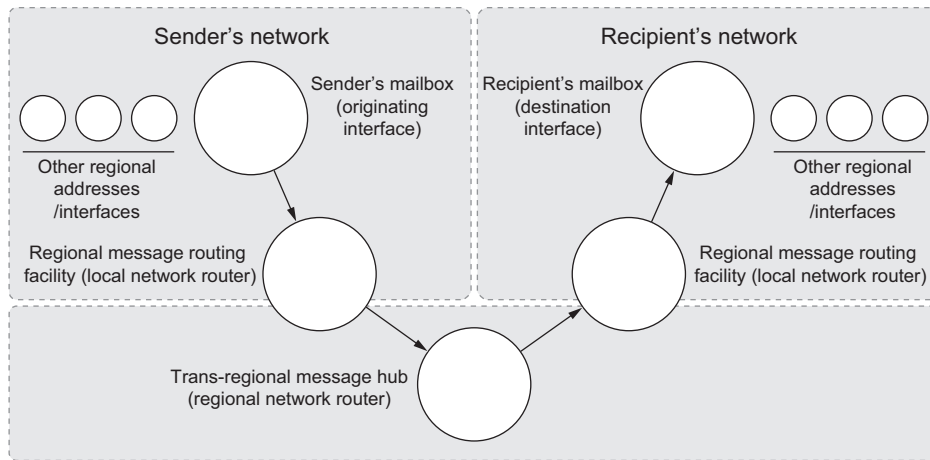 Sender's network
Sender's mailbox
(originating
interface)
Other regional
addresses
/interfaces
Regional message routing
facility (local network router)
Recipient's network
Recipient's mailbox
(destination
interface)
Other regional
addresses
/interfaces
Regional message routing
facility (local network router)
Trans-regional message hub
(regional network router)